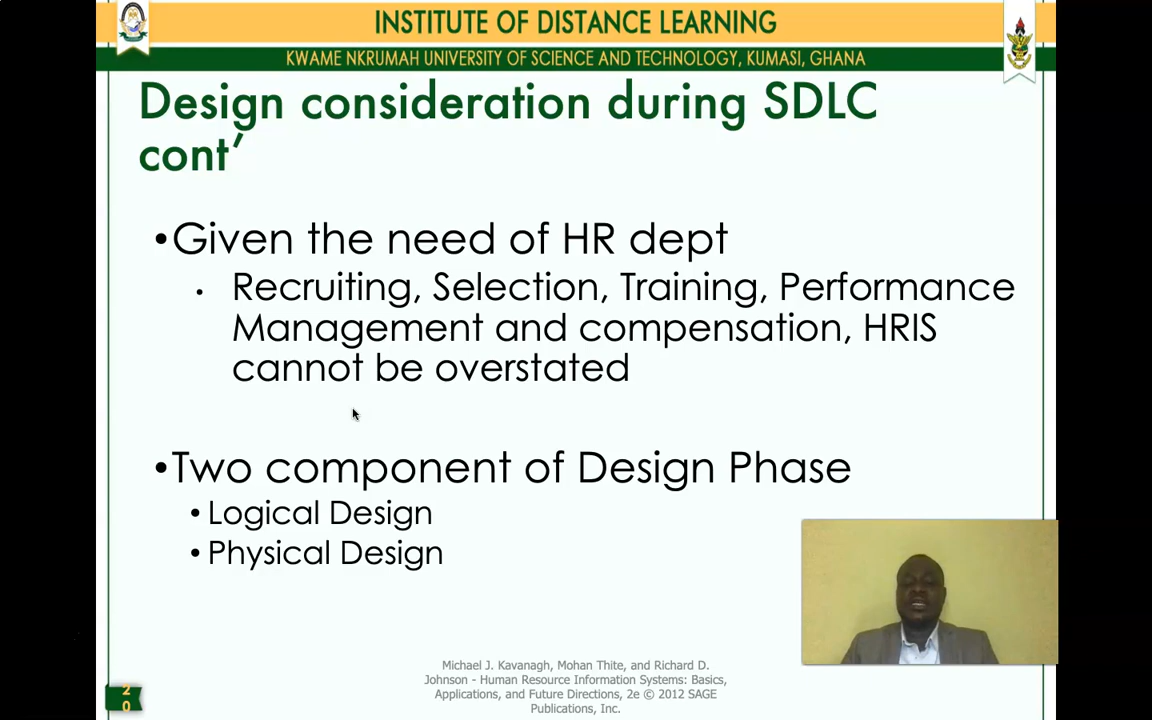 INSTITUTE OF DISTANCE LEARNING
KWAME NKRUMAH UNIVERSITY OF SCIENCE AND TECHNOLOGY, KUMASI, GHANA
Design consideration during SDLC
cont’
•Given the need of HR dept
• Recruiting, Selection, Training, Performance
Management and compensation, HRIS
cannot be overstated
•Two component of Design Phase
• Logical Design
• Physical Design
Michael J. Kavanagh, Mohan Thite, and Richard D.
Johnson - Human Resource Information Systems: Basics,
Applications, and Future Directions, 2e © 2012 SAGE
Publications, Inc.
2
0